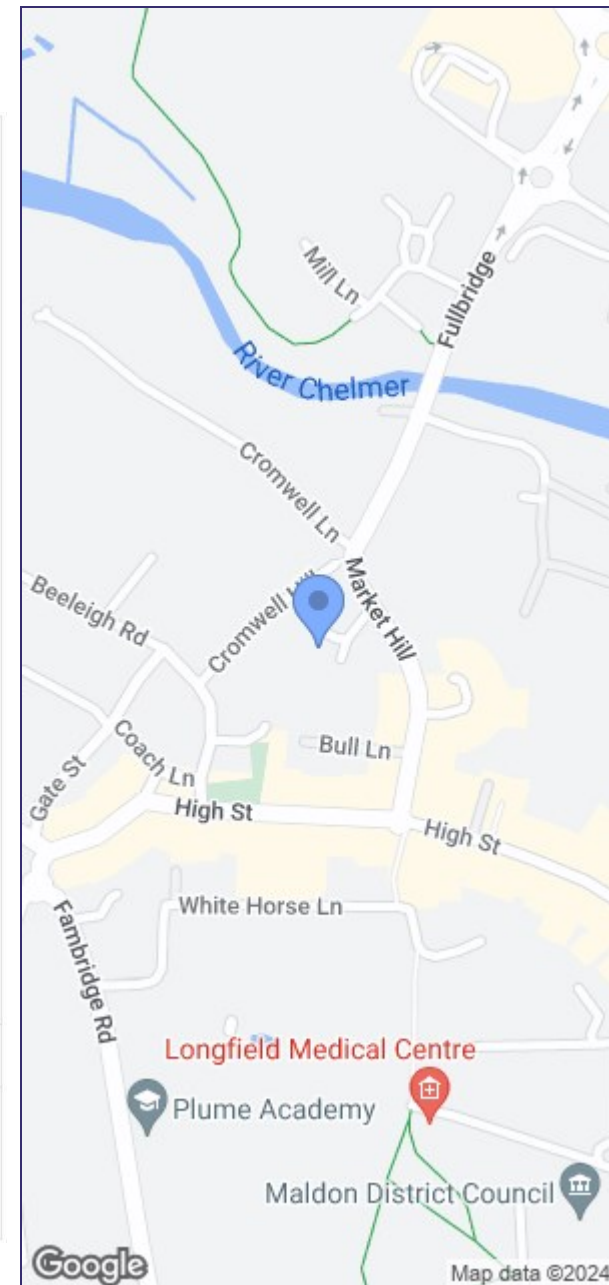 Mill Ln
Fullbridge
River Chelmer
Cromwell Ln
Market Hill
Beeleigh Rd
Cromwell
Bull Ln
Coach Ln
Gate St
High St
High St
White Horse Ln
Fambridge Rd
Longfield Medical Centre
Plume Academy
Maldon District Council
Google
Map data ©2024